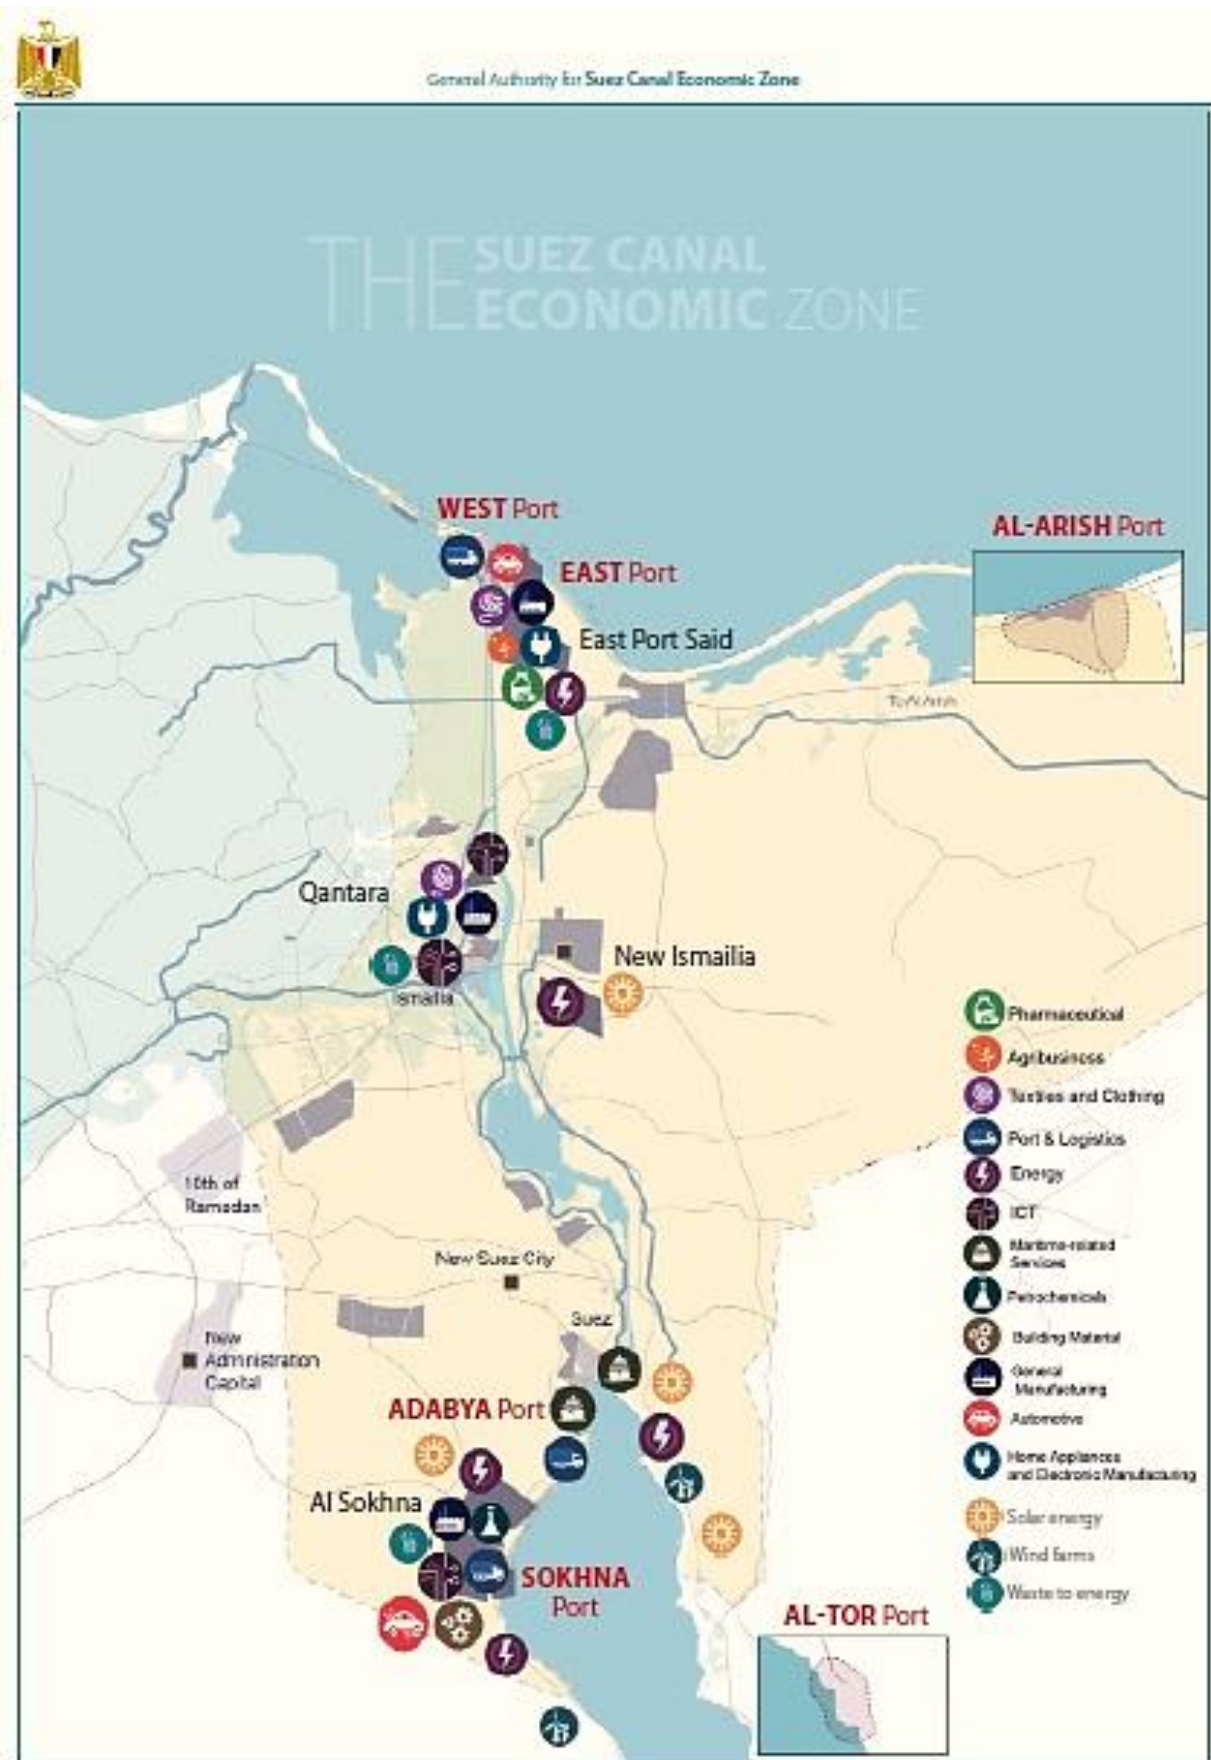 General Authority for Suez Canal Economic Zone
THE SUEZ CANAL
ECONOMIC ZONE
WEST Port
AL-ARISH Port
EAST Port
East Port Said
To Al Arish
Qantara
New Ismailia
Ismailia
Pharmaceutical
Agribusiness
Textiles and Clothing
Port & Logistics
Energy
ICT
Maritime-related
Services
Petrochemicals
Building Material
General
Manufacturing
Automotive
Home Appliances
and Electronic Manufacturing
Solar energy
Wind farms
Waste to energy
10th of
Ramadan
New Suez City
Suez
New
Administration
Capital
ADABYA Port
Al Sokhna
SOKHNA
Port
AL-TOR Port